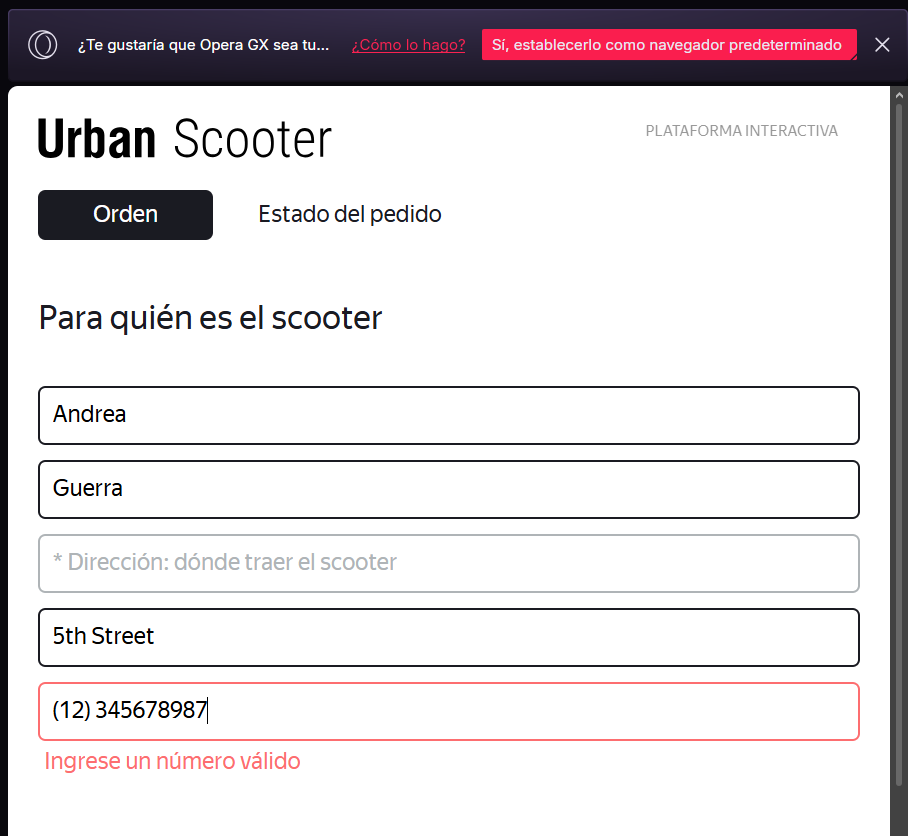 ¿Te gustaría que Opera GX sea tu... ¿Cómo lo hago? Sí, establecerlo como navegador predeterminado
Urban Scooter
PLATAFORMA INTERACTIVA
Orden Estado del pedido
Para quién es el scooter
Andrea
Guerra
* Dirección: dónde traer el scooter
5th Street
(12) 345678987
Ingrese un número válido